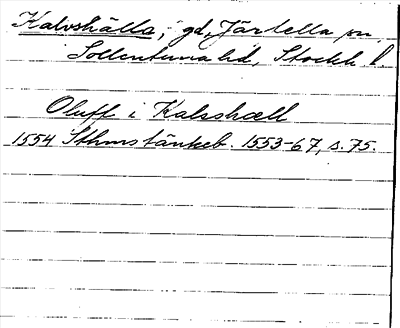 Kalvshälla, gd, Järfella sn,
Sollentuna hd, Stockh l
Oluff i Kalsshæll
1554 Sthms tänkeb. 1553-67, s. 75.